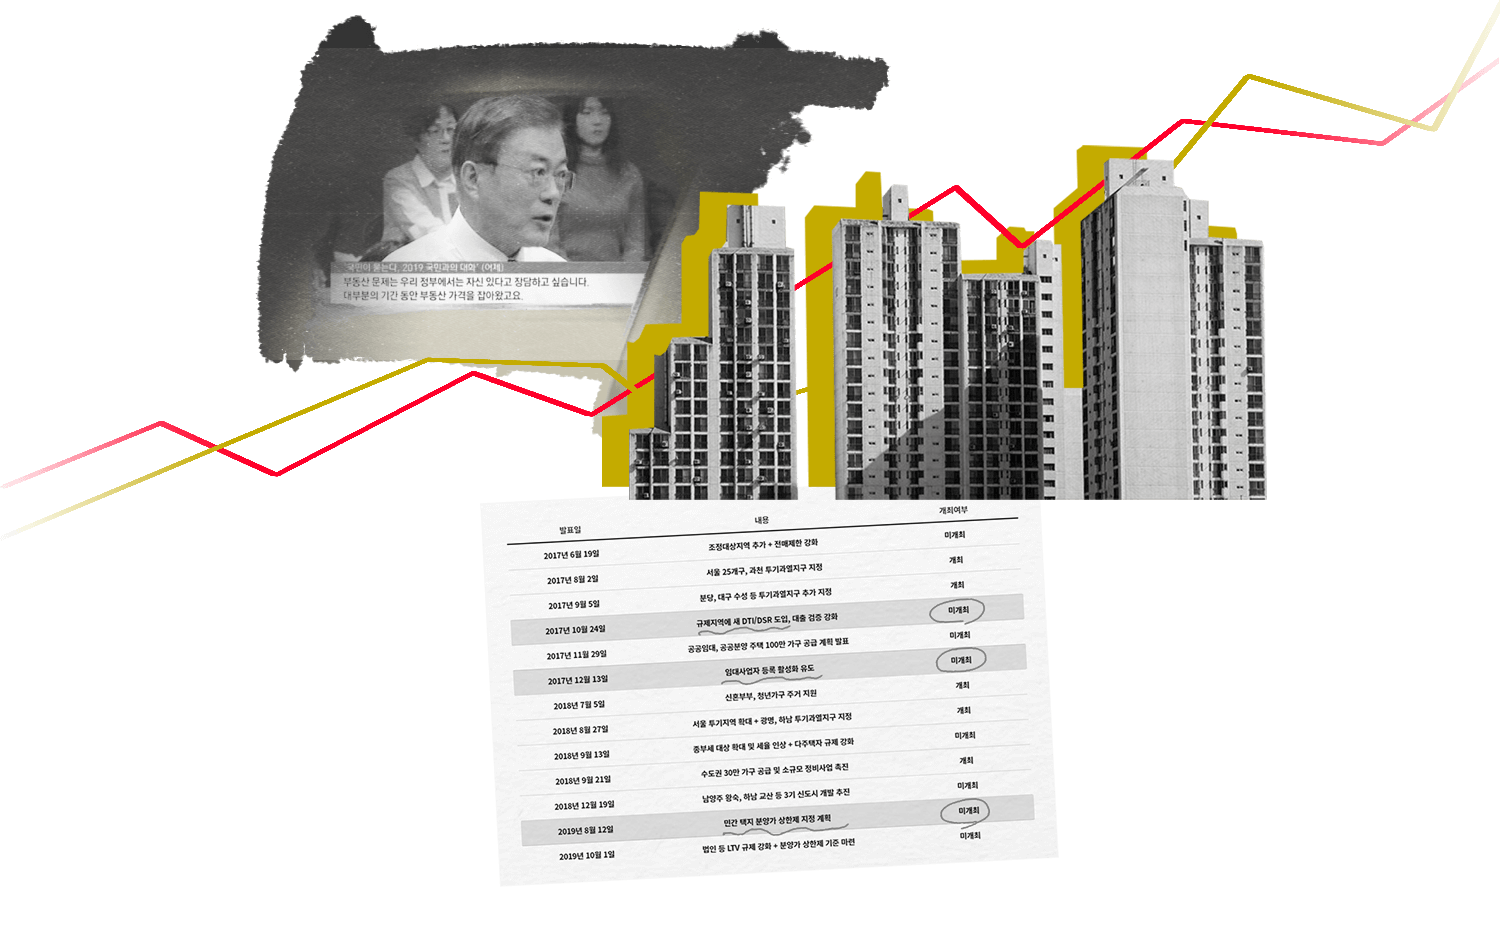 '국민이 묻는다, 2019 국민과의 대화' (어제)
부동산 문제는 우리 정부에서는 자신 있다고 장담하고 싶습니다.
대부분의 기간 동안 부동산 가격을 잡아왔고요.
발표일 내용 개최여부
2017년 6월 19일 조정대상지역 추가 + 전매제한 강화 미개최
2017년 8월 2일 서울 25개구, 과천 투기과열지구 지정 개최
2017년 9월 5일 분당, 대구 수성 등 투기과열지구 추가 지정 개최
2017년 10월 24일 규제지역에 새 DTI/DSR 도입, 대출 검증 강화 미개최
2017년 11월 29일 공공임대, 공공분양 주택 100만 가구 공급 계획 발표 미개최
2017년 12월 13일 임대사업자 등록 활성화 유도 미개최
2018년 7월 5일 신혼부부, 청년가구 주거 지원 개최
2018년 8월 27일 서울 투기지역 확대 + 광명, 하남 투기과열지구 지정 개최
2018년 9월 13일 종부세 대상 확대 및 세율 인상 + 다주택자 규제 강화 미개최
2018년 9월 21일 수도권 30만 가구 공급 및 소규모 정비사업 촉진 개최
2018년 12월 19일 남양주 왕숙, 하남 교산 등 3기 신도시 개발 추진 미개최
2019년 8월 12일 민간 택지 분양가 상한제 지정 계획 미개최
2019년 10월 1일 법인 등 LTV 규제 강화 + 분양가 상한제 기준 마련 미개최